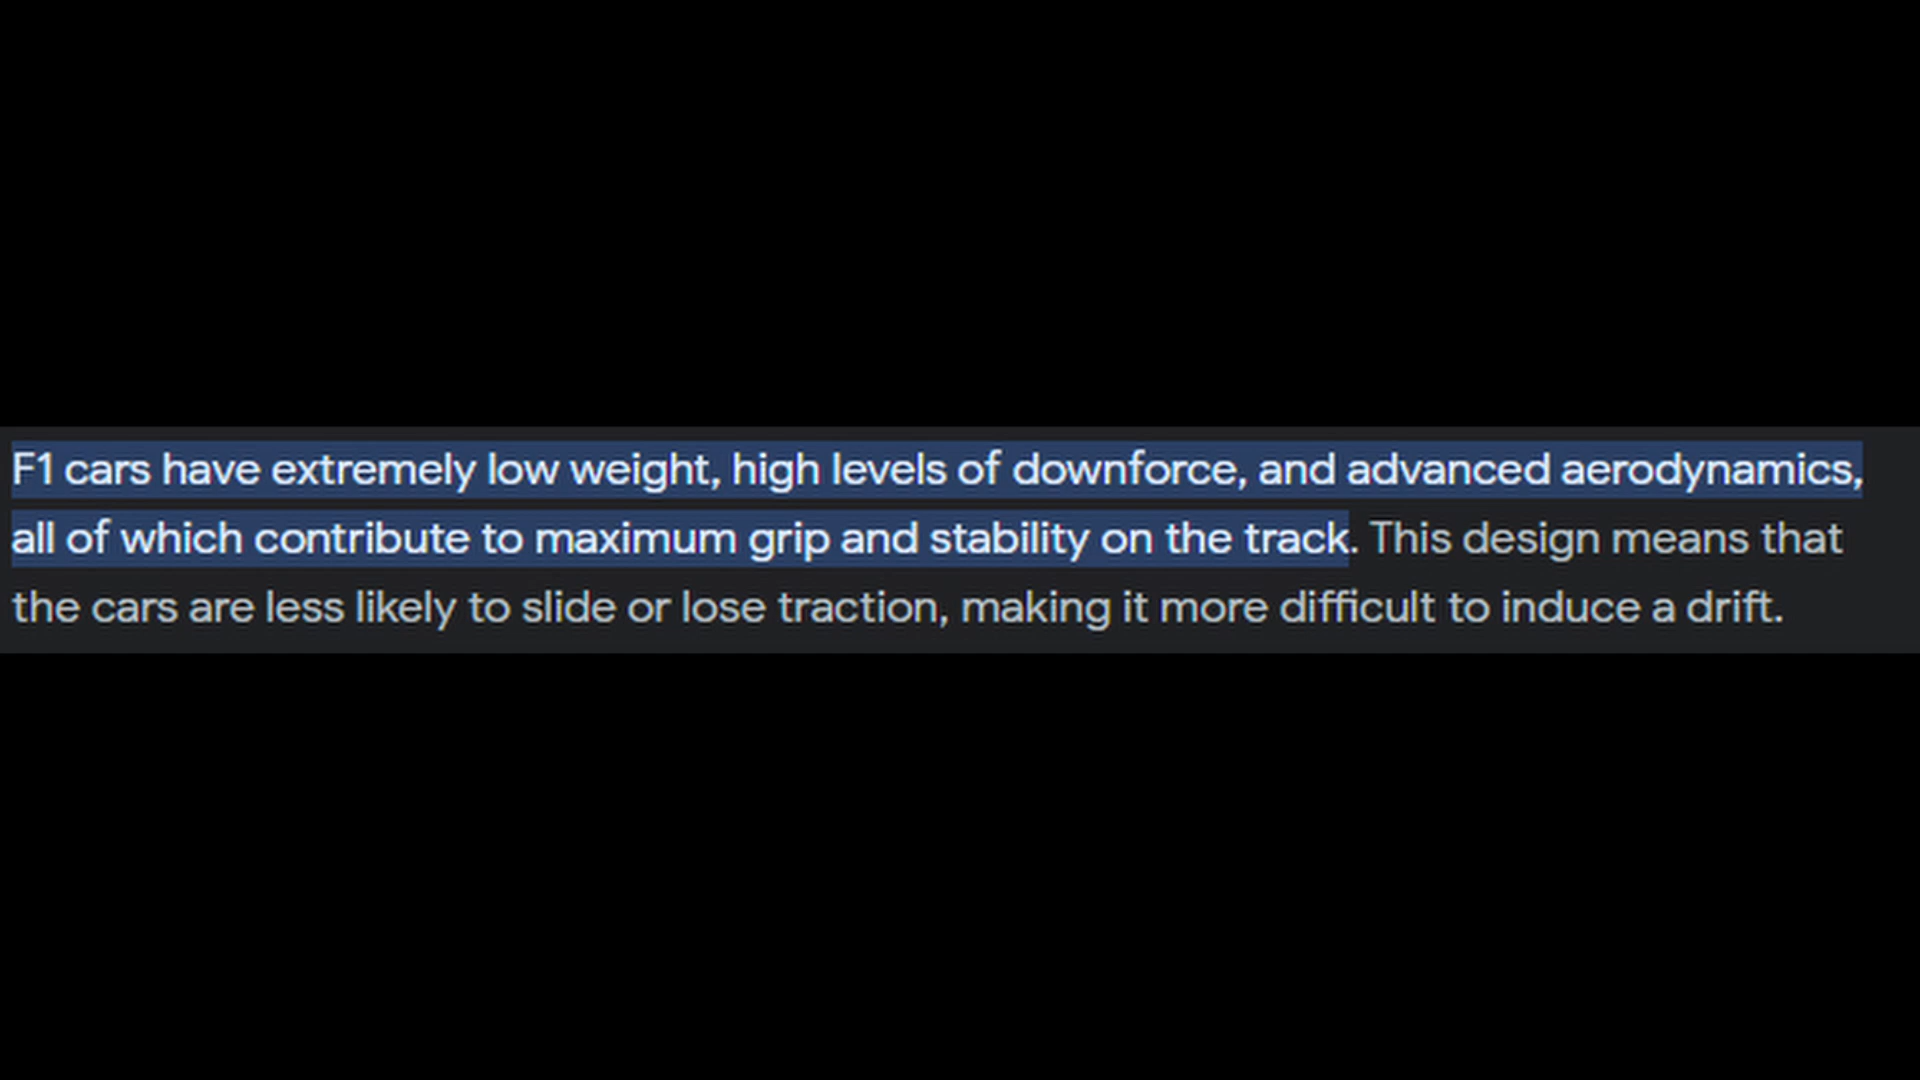 F1 cars have extremely low weight, high levels of downforce, and advanced aerodynamics,
all of which contribute to maximum grip and stability on the track. This design means that
the cars are less likely to slide or lose traction, making it more difficult to induce a drift.